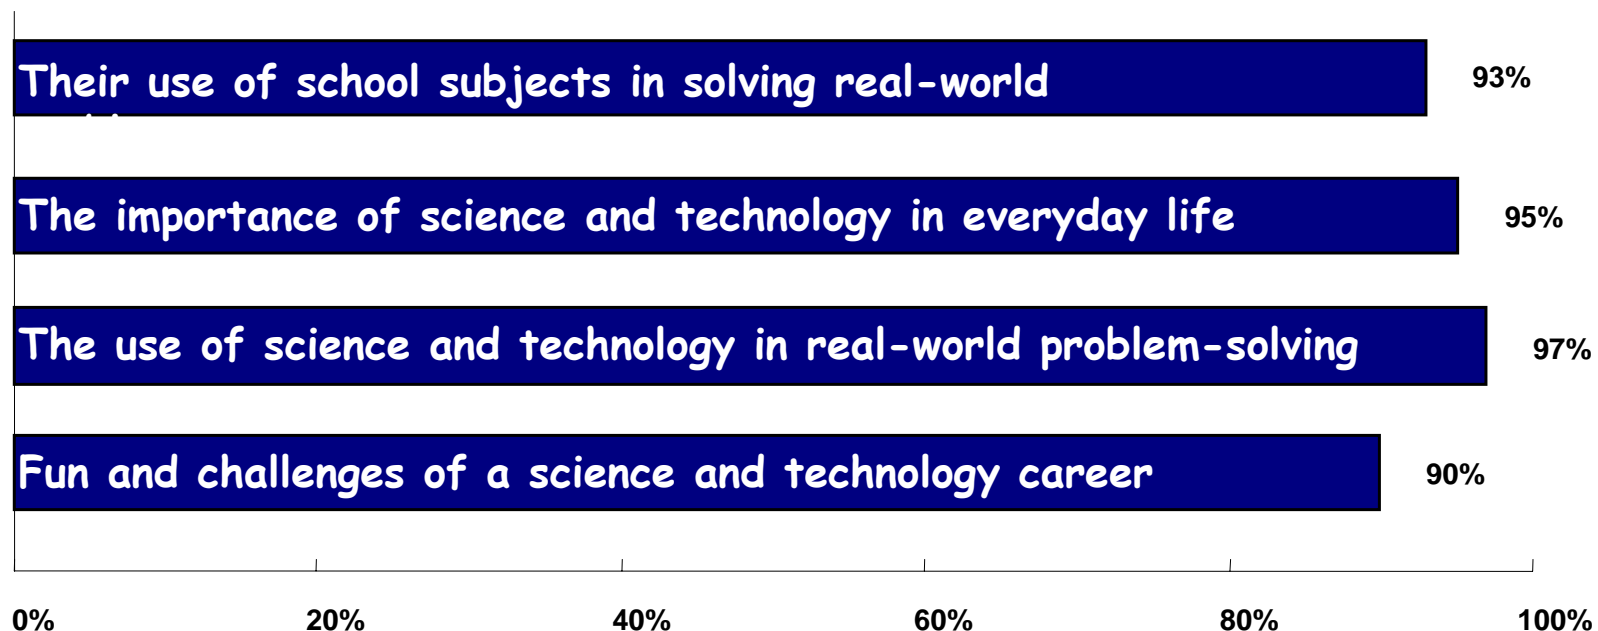 Their use of school subjects in solving real-world
93%
The importance of science and technology in everyday life
95%
The use of science and technology in real-world problem-solving
97%
Fun and challenges of a science and technology career
90%
0% 20% 40% 60% 80% 100%